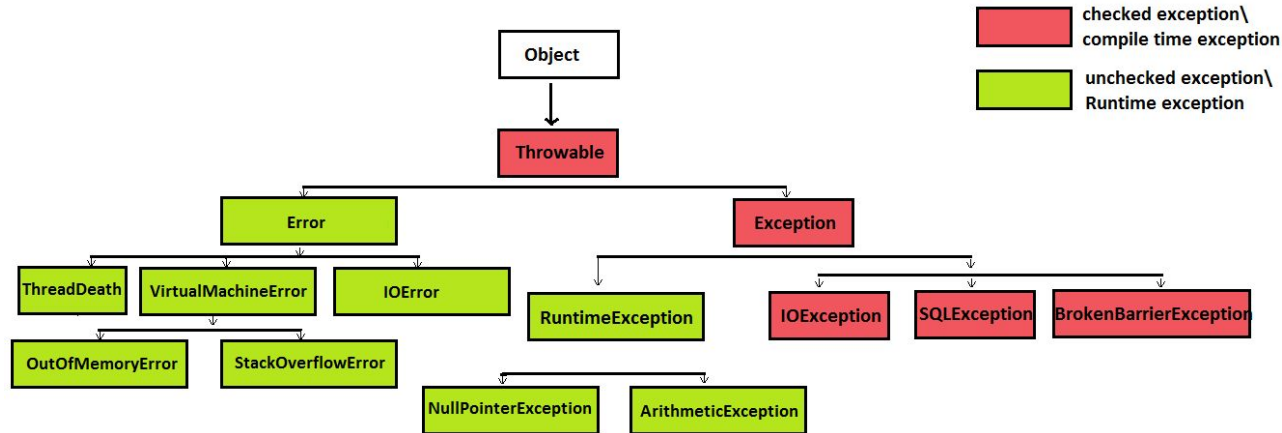 checked exception\
compile time exception
Object
unchecked exception\
Runtime exception
Throwable
Error
Exception
ThreadDeath
VirtualMachineError
IOError
RuntimeException
IOException
SQLException
BrokenBarrierException
OutOfMemoryError
StackOverflowError
NullPointerException
ArithmeticException